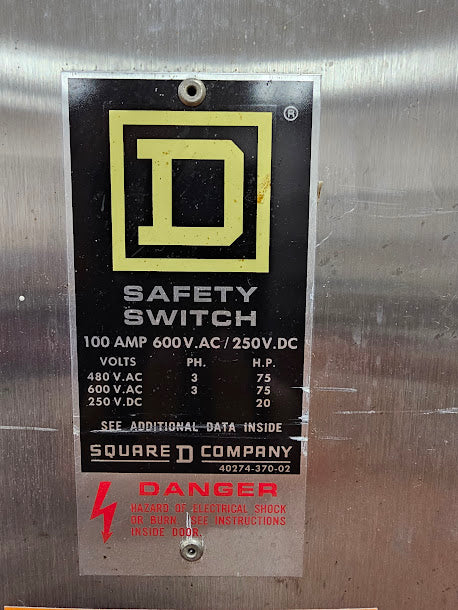 D
®
SAFETY
SWITCH
100 AMP 600V.AC/250V.DC
VOLTS PH. H.P.
480 V.AC 3 75
600 V.AC 3 75
250 V.DC 20
SEE ADDITIONAL DATA INSIDE
SQUARE D COMPANY
40274-370-02
DANGER
HAZARD OF ELECTRICAL SHOCK
OR BURN. SEE INSTRUCTIONS
INSIDE DOOR.